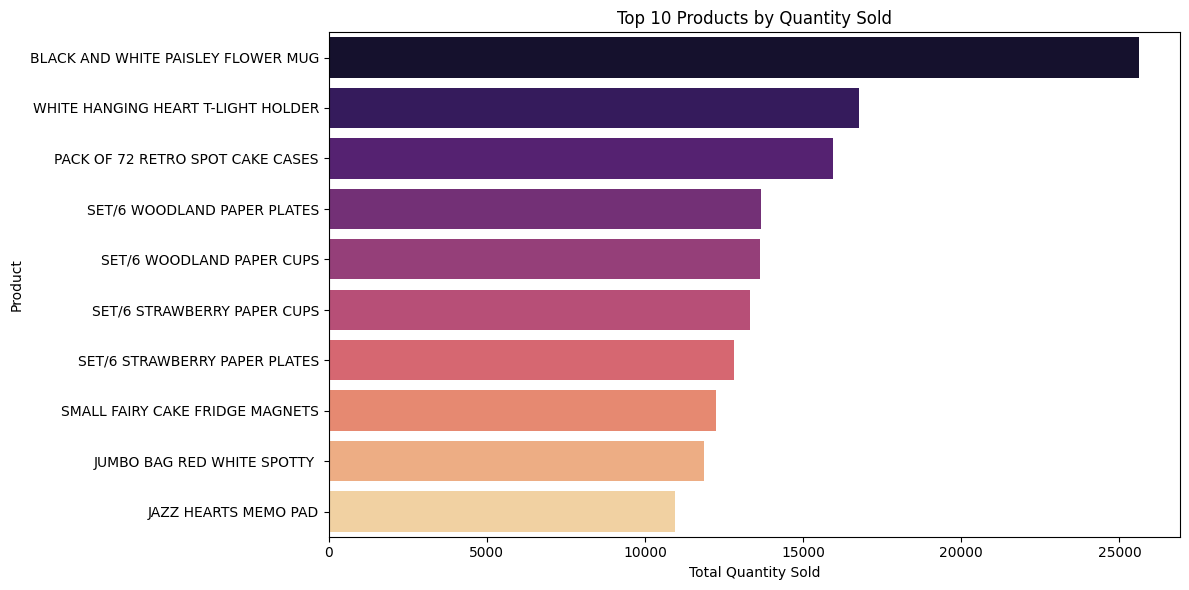 Top 10 Products by Quantity Sold
BLACK AND WHITE PAISLEY FLOWER MUG
WHITE HANGING HEART T-LIGHT HOLDER
PACK OF 72 RETRO SPOT CAKE CASES
SET/6 WOODLAND PAPER PLATES
SET/6 WOODLAND PAPER CUPS
SET/6 STRAWBERRY PAPER CUPS
SET/6 STRAWBERRY PAPER PLATES
SMALL FAIRY CAKE FRIDGE MAGNETS
JUMBO BAG RED WHITE SPOTTY
JAZZ HEARTS MEMO PAD
Product
0 5000 10000 15000 20000 25000
Total Quantity Sold